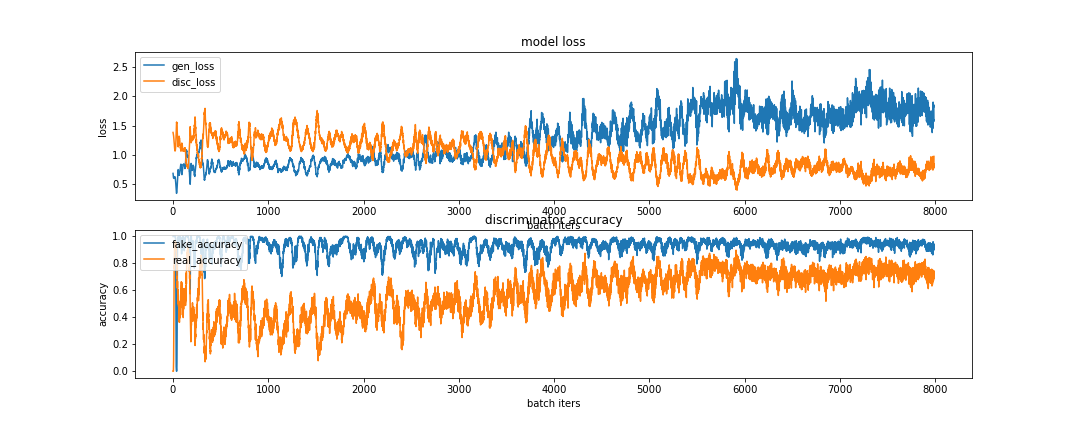 model loss
gen_loss
disc_loss
loss
2.5
2.0
1.5
1.0
0.5
0 1000 2000 3000 4000 5000 6000 7000 8000
batch iters
discriminator accuracy
fake_accuracy
real_accuracy
accuracy
1.0
0.8
0.6
0.4
0.2
0.0
0 1000 2000 3000 4000 5000 6000 7000 8000
batch iters